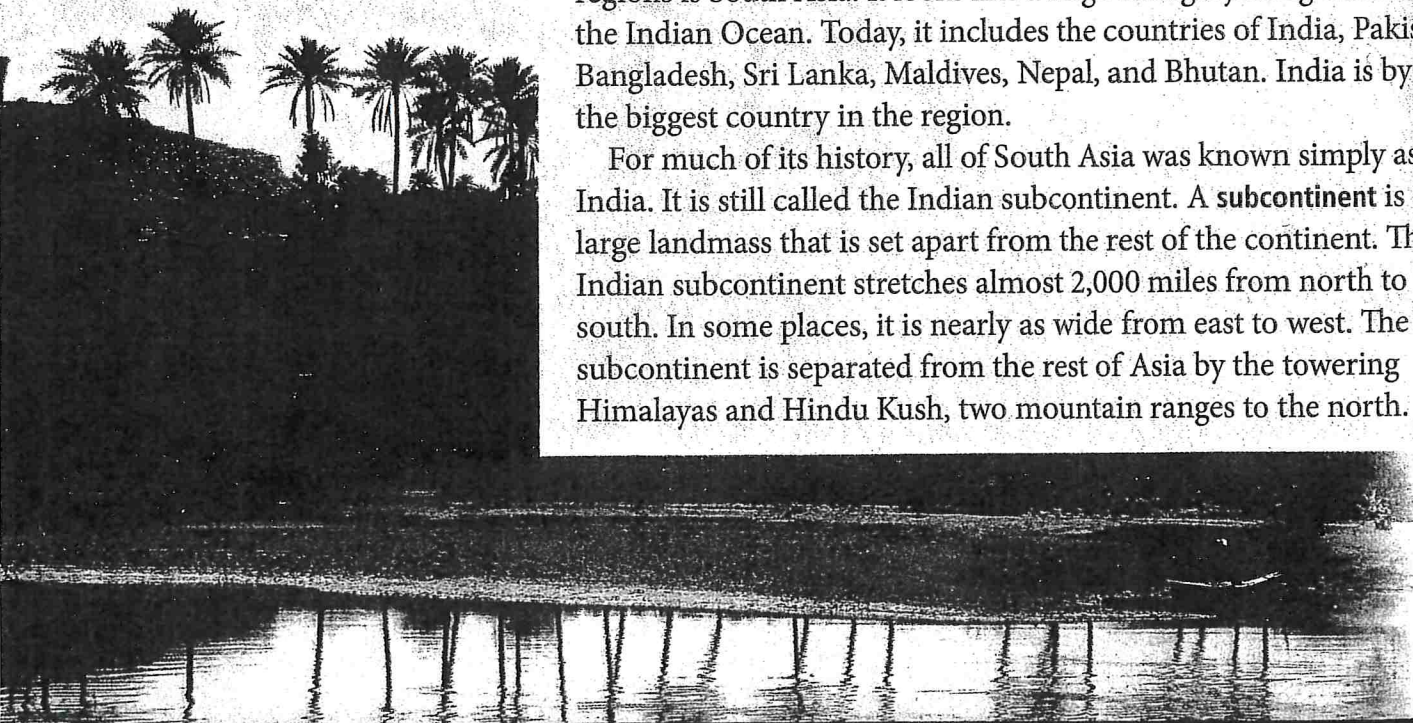 the Indian Ocean. Today, it includes the countries of India, Pakis
Bangladesh, Sri Lanka, Maldives, Nepal, and Bhutan. India is by
the biggest country in the region.
For much of its history, all of South Asia was known simply as
India. It is still called the Indian subcontinent. A subcontinent is
large landmass that is set apart from the rest of the continent. Th
Indian subcontinent stretches almost 2,000 miles from north to
south. In some places, it is nearly as wide from east to west. The
subcontinent is separated from the rest of Asia by the towering
Himalayas and Hindu Kush, two mountain ranges to the north.